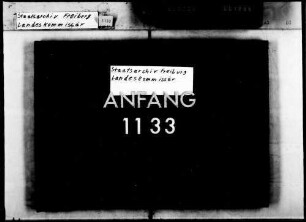 Staatsarchiv Freiburg
Landeskommissär
Staatsarchiv Freiburg
Landeskommissär
ANFANG
1133